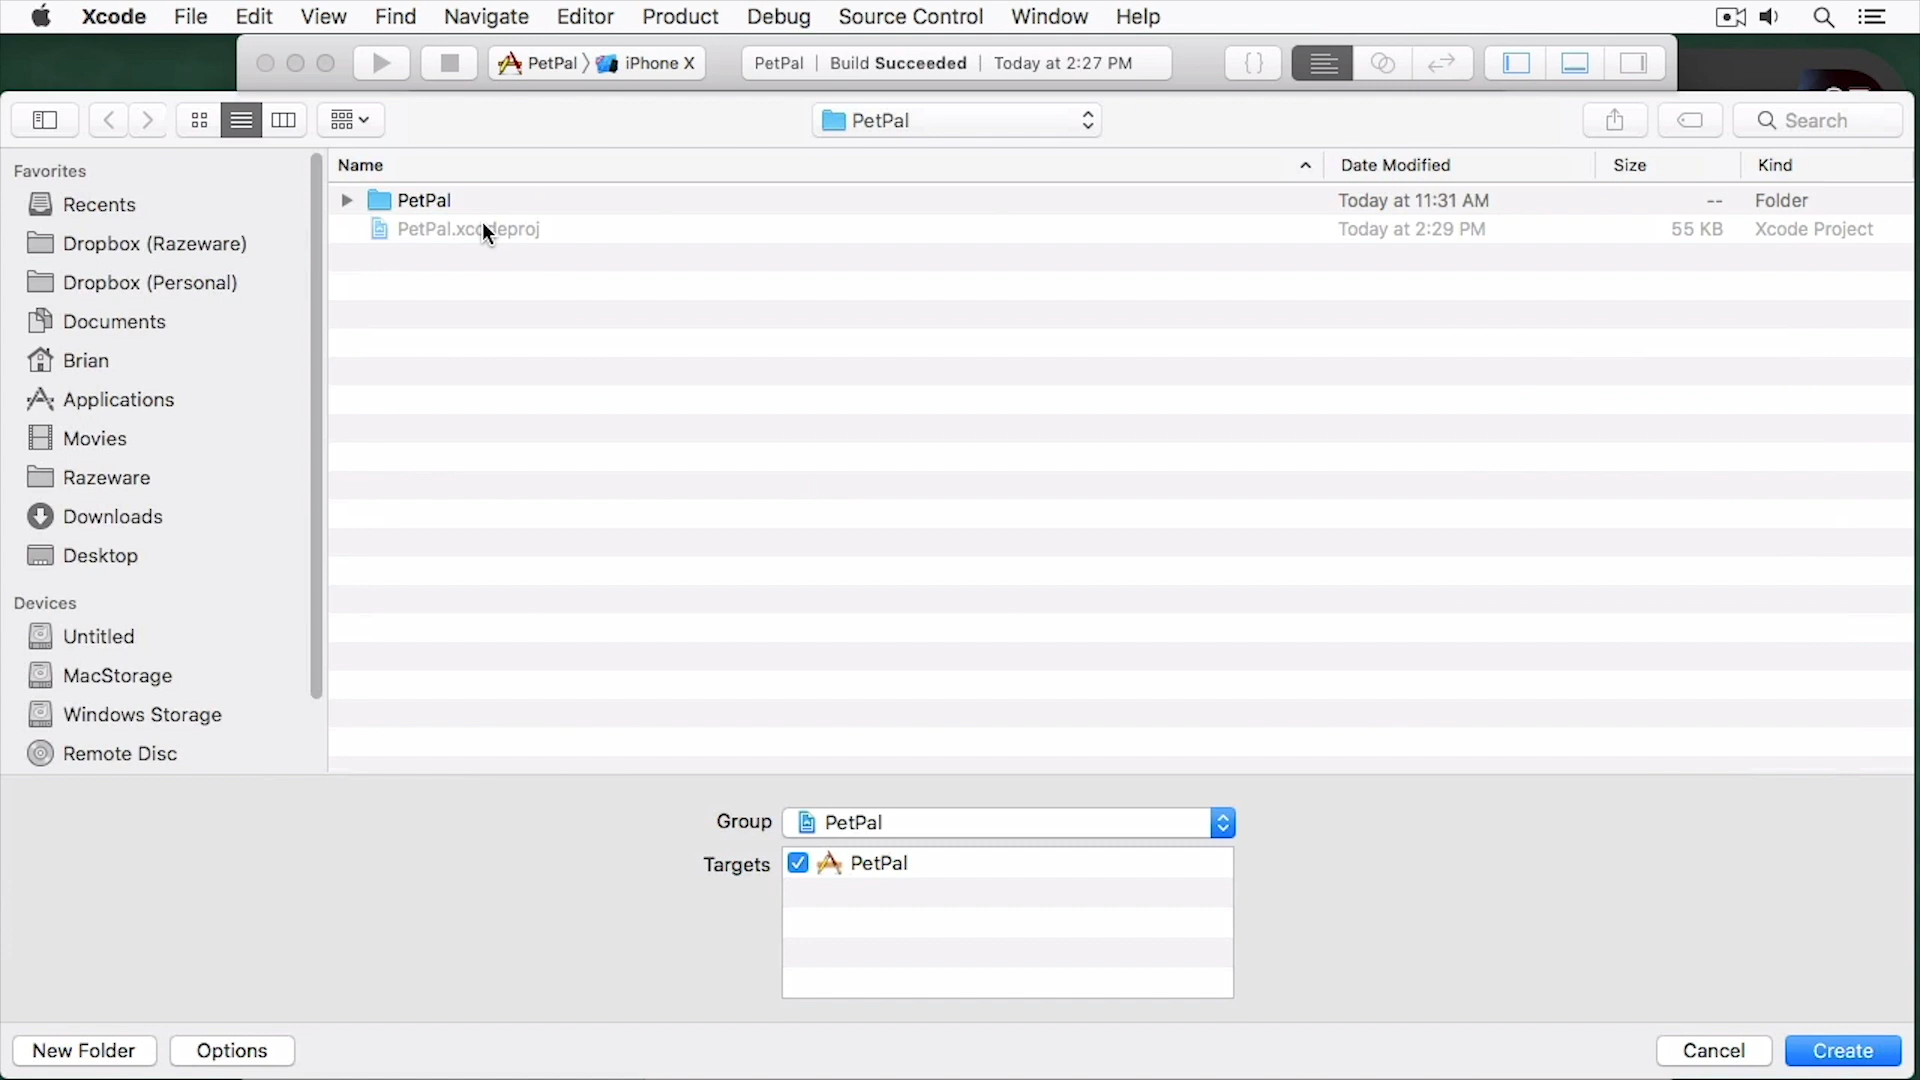 Xcode File Edit View Find Navigate Editor Product Debug Source Control Window Help
PetPal iPhone X PetPal | Build Succeeded | Today at 2:27 PM {}
PetPal Search
Favorites
Recents
Dropbox (Razeware)
Dropbox (Personal)
Documents
Brian
Applications
Movies
Razeware
Downloads
Desktop
Devices
Untitled
MacStorage
Windows Storage
Remote Disc
Name Date Modified Size Kind
PetPal Today at 11:31 AM -- Folder
PetPal.xcodeproj Today at 2:29 PM 55 KB Xcode Project
Group PetPal
Targets PetPal
New Folder Options Cancel Create